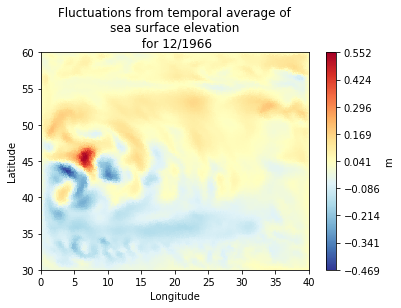 Fluctuations from temporal average of
sea surface elevation
for 12/1966
60
55
50
45
40
35
30
Latitude
0 5 10 15 20 25 30 35 40
Longitude
0.552
0.424
0.296
0.169
0.041
−0.086
−0.214
−0.341
−0.469
m